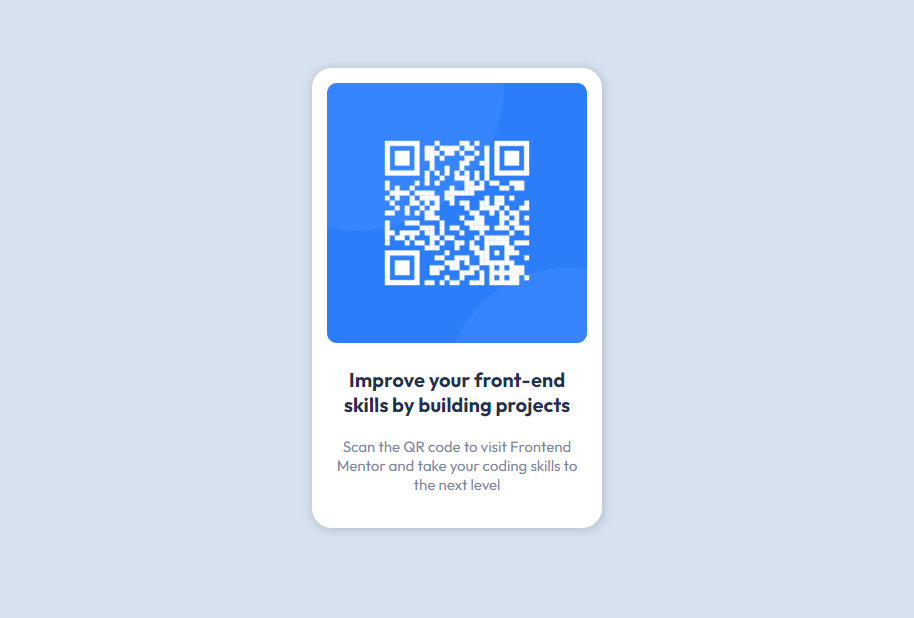 Improve your front-end
skills by building projects
Scan the QR code to visit Frontend
Mentor and take your coding skills to
the next level